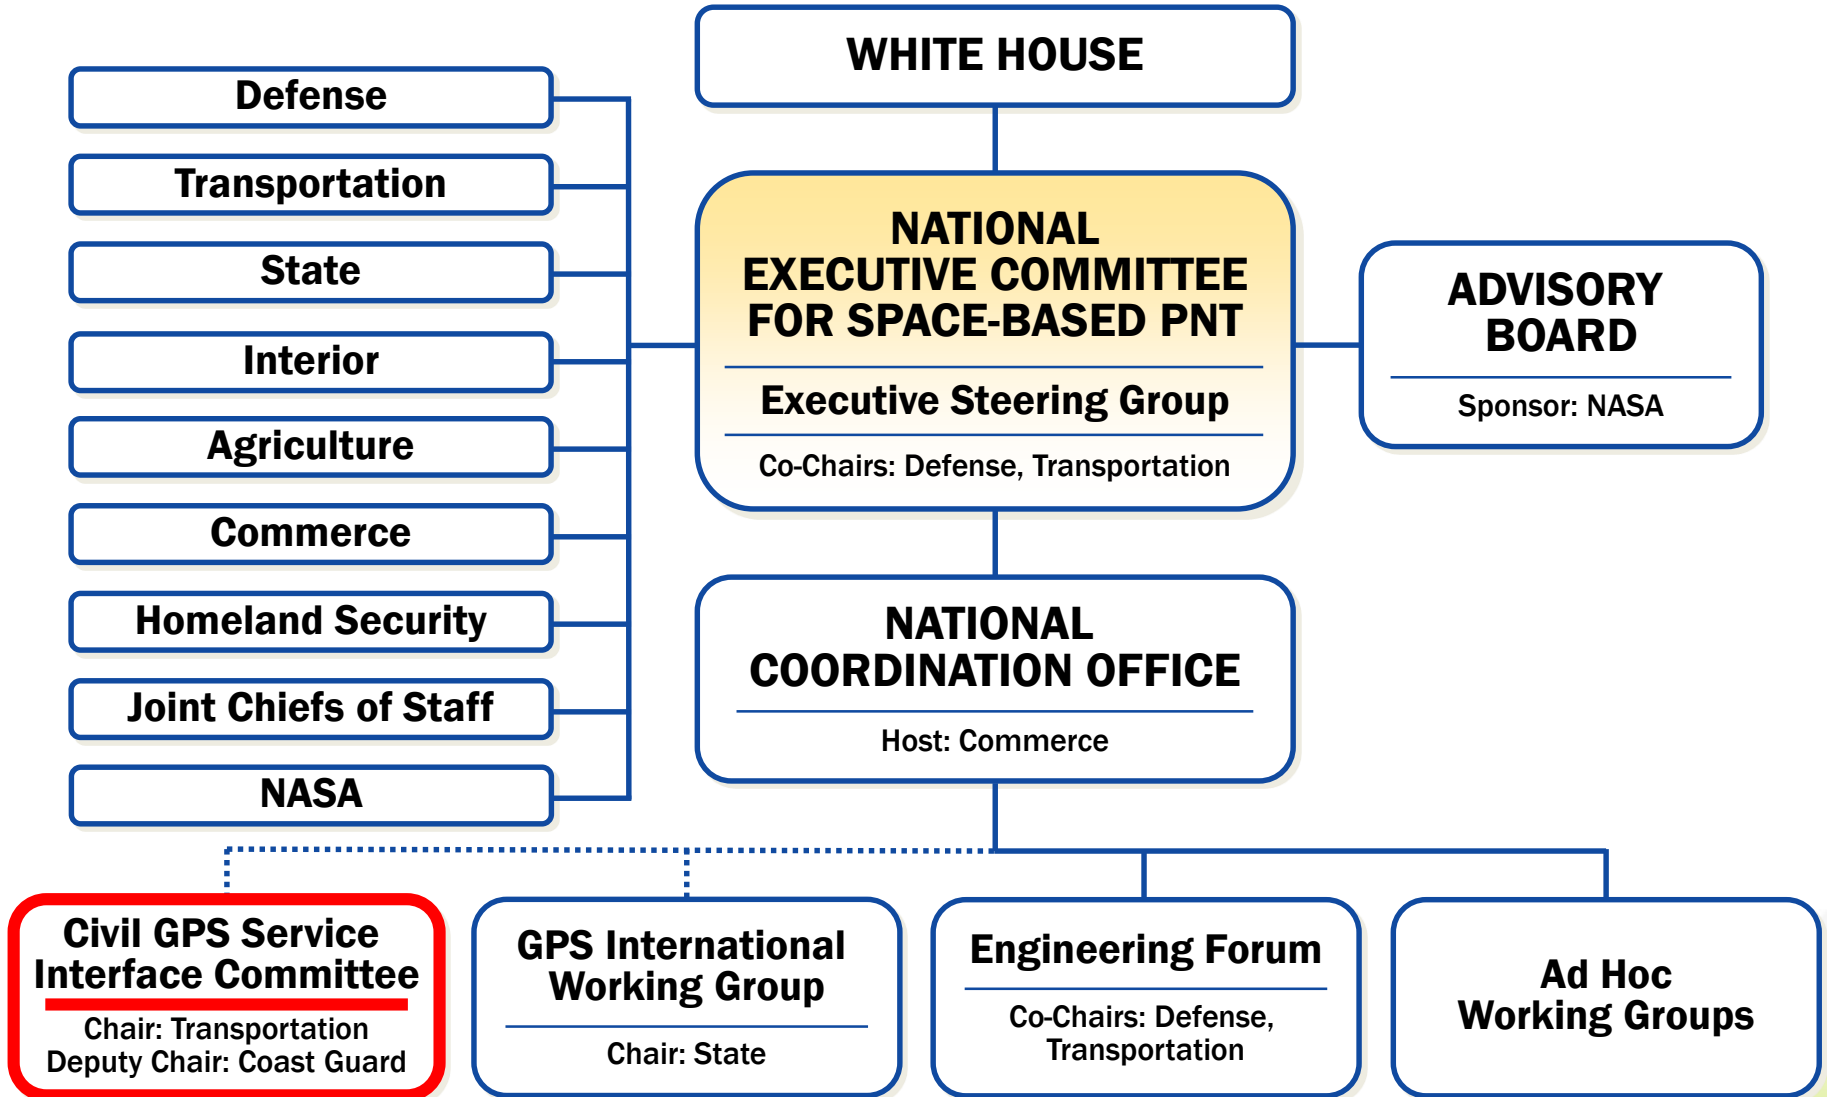 WHITE HOUSE
Defense
Transportation
State
Interior
Agriculture
Commerce
Homeland Security
Joint Chiefs of Staff
NASA
NATIONAL
EXECUTIVE COMMITTEE
FOR SPACE-BASED PNT
Executive Steering Group
Co-Chairs: Defense, Transportation
ADVISORY
BOARD
Sponsor: NASA
NATIONAL
COORDINATION OFFICE
Host: Commerce
Civil GPS Service
Interface Committee
Chair: Transportation
Deputy Chair: Coast Guard
GPS International
Working Group
Chair: State
Engineering Forum
Co-Chairs: Defense,
Transportation
Ad Hoc
Working Groups